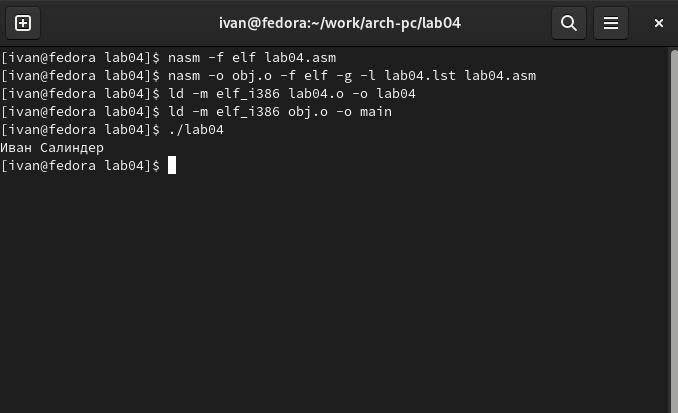 ivan@fedora:~/work/arch-pc/lab04
[ivan@fedora lab04]$ nasm -f elf lab04.asm
[ivan@fedora lab04]$ nasm -o obj.o -f elf -g -l lab04.lst lab04.asm
[ivan@fedora lab04]$ ld -m elf_i386 lab04.o -o lab04
[ivan@fedora lab04]$ ld -m elf_i386 obj.o -o main
[ivan@fedora lab04]$ ./lab04
Иван Салиндер
[ivan@fedora lab04]$